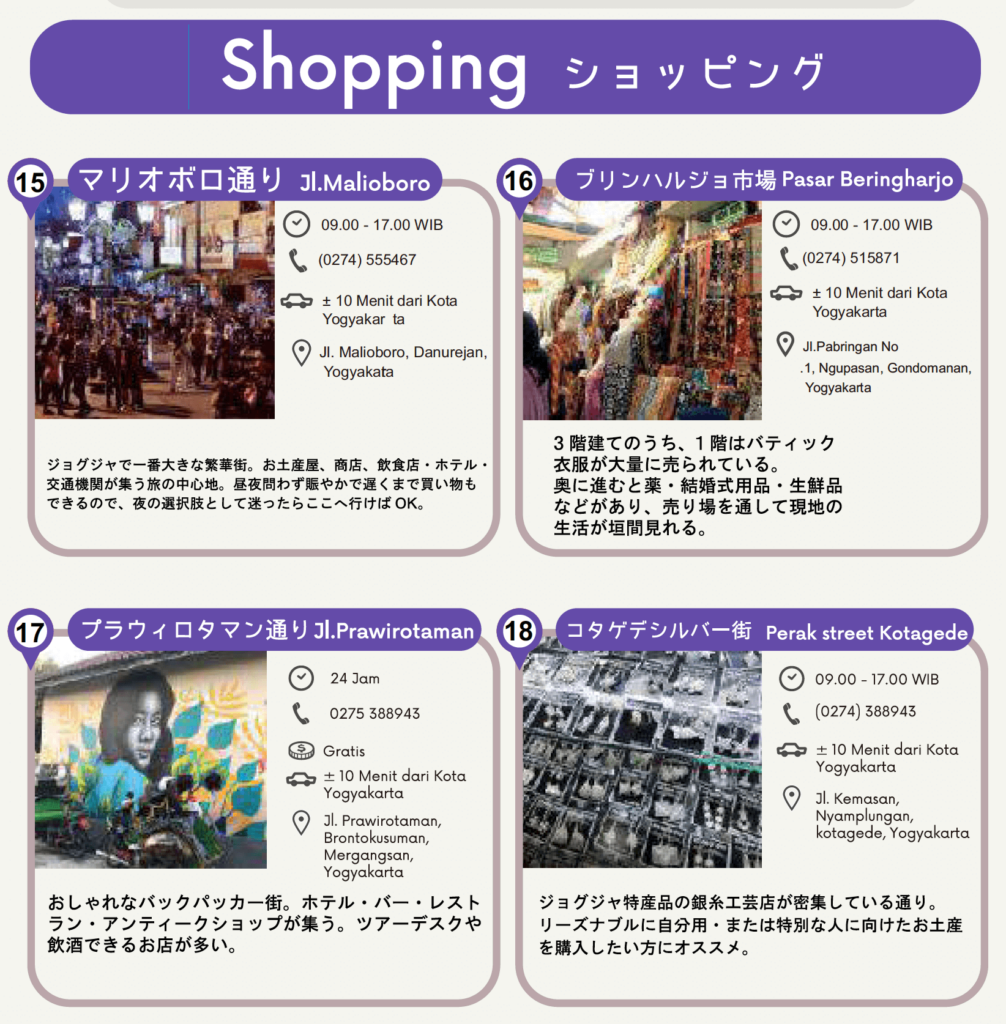 Shopping ショッピング
15 マリオボロ通り Jl.Malioboro
09.00 - 17.00 WIB
(0274) 555467
± 10 Menit dari Kota
Yogyakar ta
Jl. Malioboro, Danurejan,
Yogyakata
ジョグジャで一番大きな繁華街。お土産屋、商店、飲食店・ホテル・
交通機関が集う旅の中心地。昼夜問わず賑やかで遅くまで買い物も
できるので、夜の選択肢として迷ったらここへ行けば OK。
16 ブリンハルジョ市場 Pasar Beringharjo
09.00 - 17.00 WIB
(0274) 515871
± 10 Menit dari Kota
Yogyakarta
Jl.Pabringan No
.1, Ngupasan, Gondomanan,
Yogyakarta
3 階建てのうち、1 階はバティック
衣服が大量に売られている。
奥に進むと薬・結婚式用品・生鮮品
などがあり、売り場を通して現地の
生活が垣間見れる。
17 プラウィロタマン通り Jl.Prawirotaman
24 Jam
0275 388943
Gratis
± 10 Menit dari Kota
Yogyakarta
Jl. Prawirotaman,
Brontokusuman,
Mergangsan,
Yogyakarta
おしゃれなバックパッカー街。ホテル・バー・レスト
ラン・アンティークショップが集う。ツアーデスクや
飲酒できるお店が多い。
18 コタゲデシルバー街 Perak street Kotagede
09.00 - 17.00 WIB
(0274) 388943
± 10 Menit dari Kota
Yogyakarta
Jl. Kemasan,
Nyamplungan,
kotagede, Yogyakarta
ジョグジャ特産品の銀糸工芸店が密集している通り。
リーズナブルに自分用・または特別な人に向けたお土産
を購入したい方にオススメ。